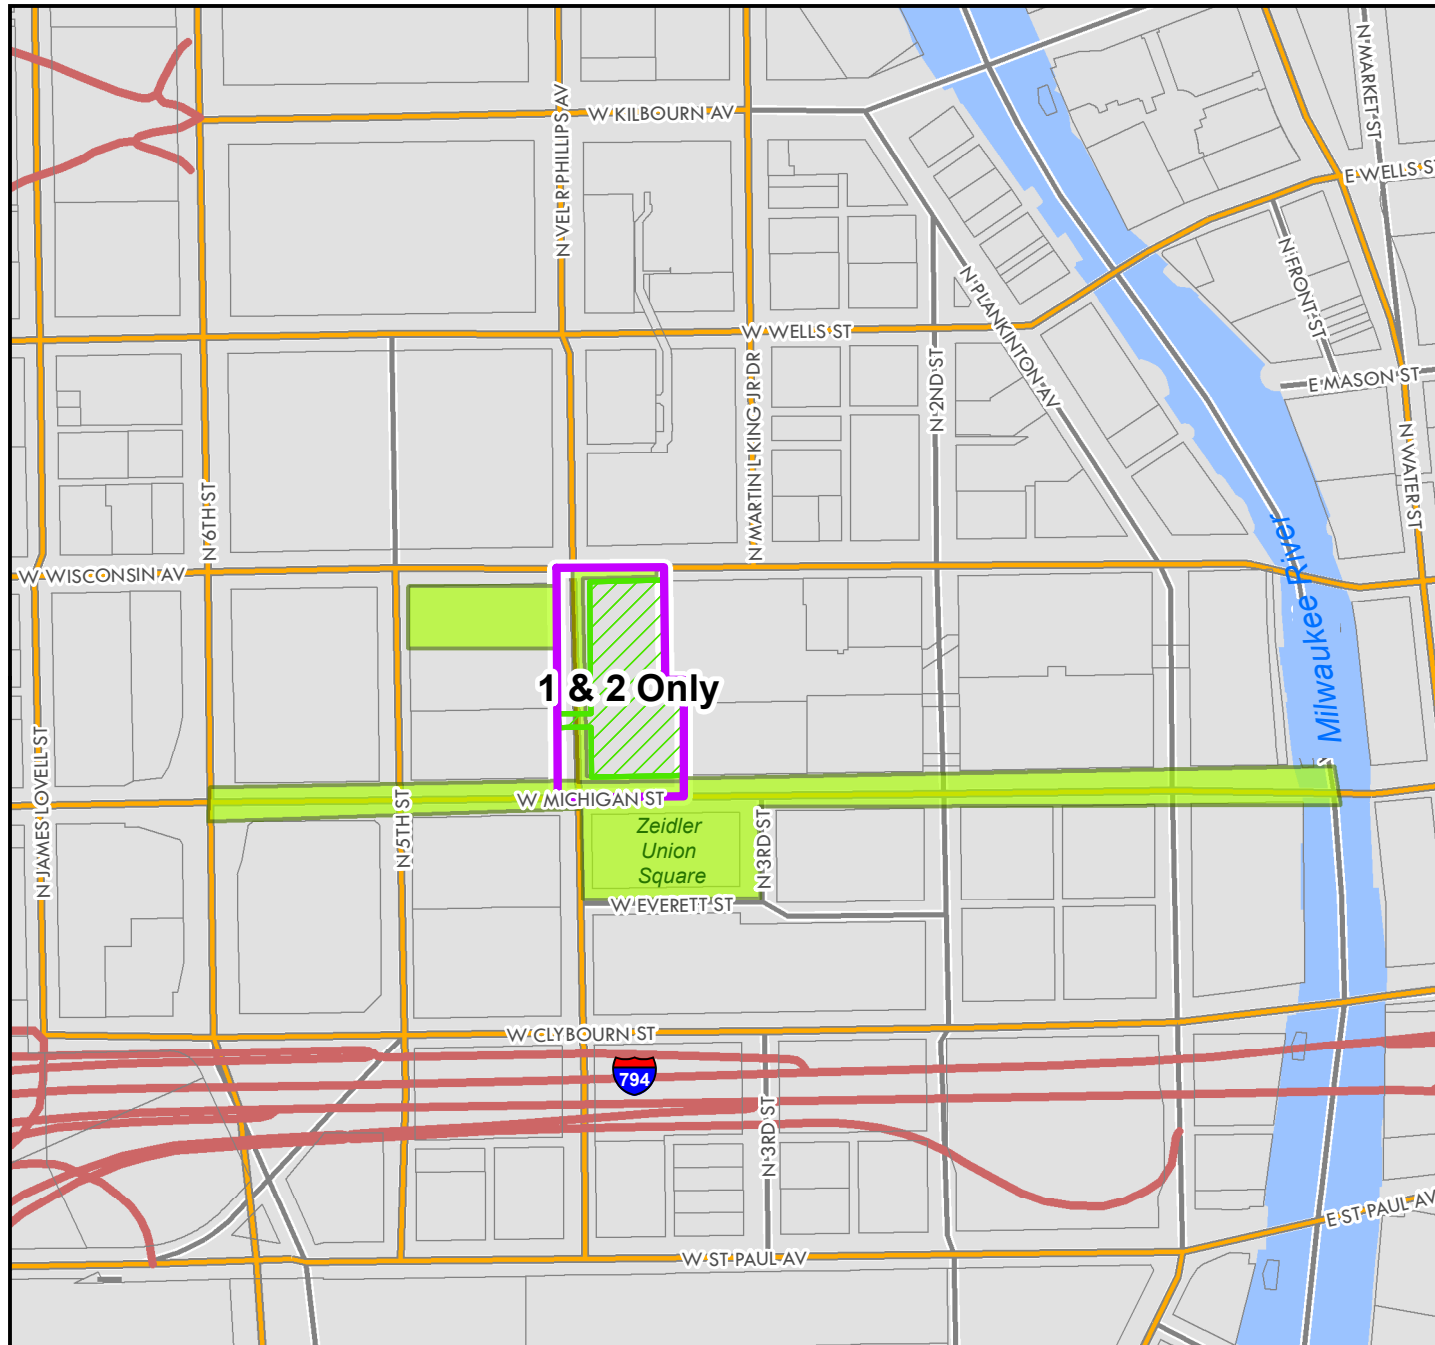 N MARKET ST
W KILBOURN AV
N VEL R PHILLIPS AV
E WELLS ST
N FRONT ST
N PLANKINTON AV
W WELLS ST
N 2ND ST
N MARTIN L KING JR DR
E MASON ST
N WATER ST
N 6TH ST
W WISCONSIN AV
Milwaukee River
1 & 2 Only
N JAMES LOVELL ST
N 5TH ST
W MICHIGAN ST
Zeidler
Union
Square
N 3RD ST
W EVERETT ST
W CLYBOURN ST
794
N 3RD ST
E ST PAUL AV
W ST PAUL AV